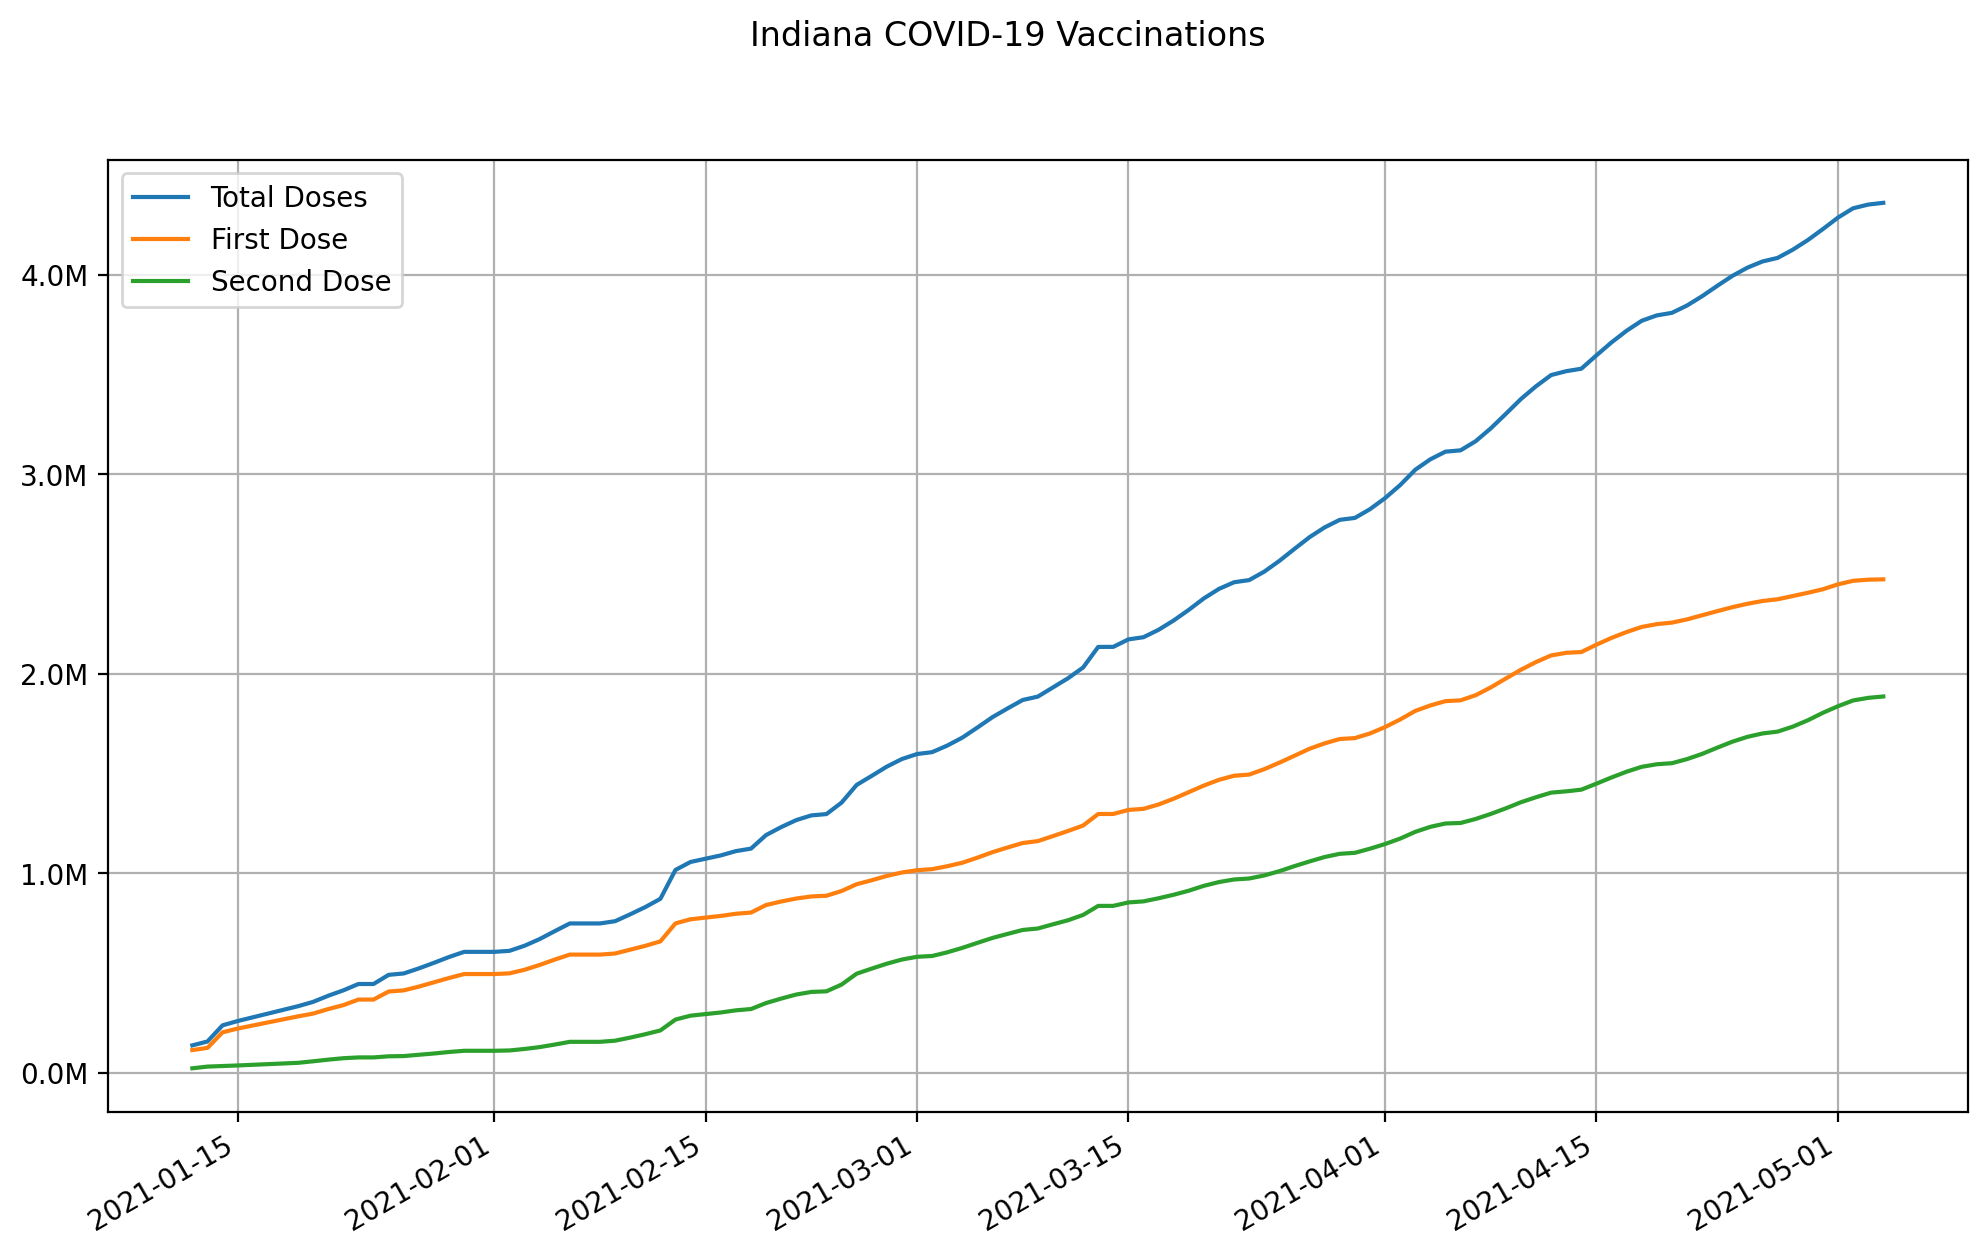 Indiana COVID-19 Vaccinations
Total Doses
First Dose
Second Dose
4.0M
3.0M
2.0M
1.0M
0.0M
2021-01-15
2021-02-01
2021-02-15
2021-03-01
2021-03-15
2021-04-01
2021-04-15
2021-05-01